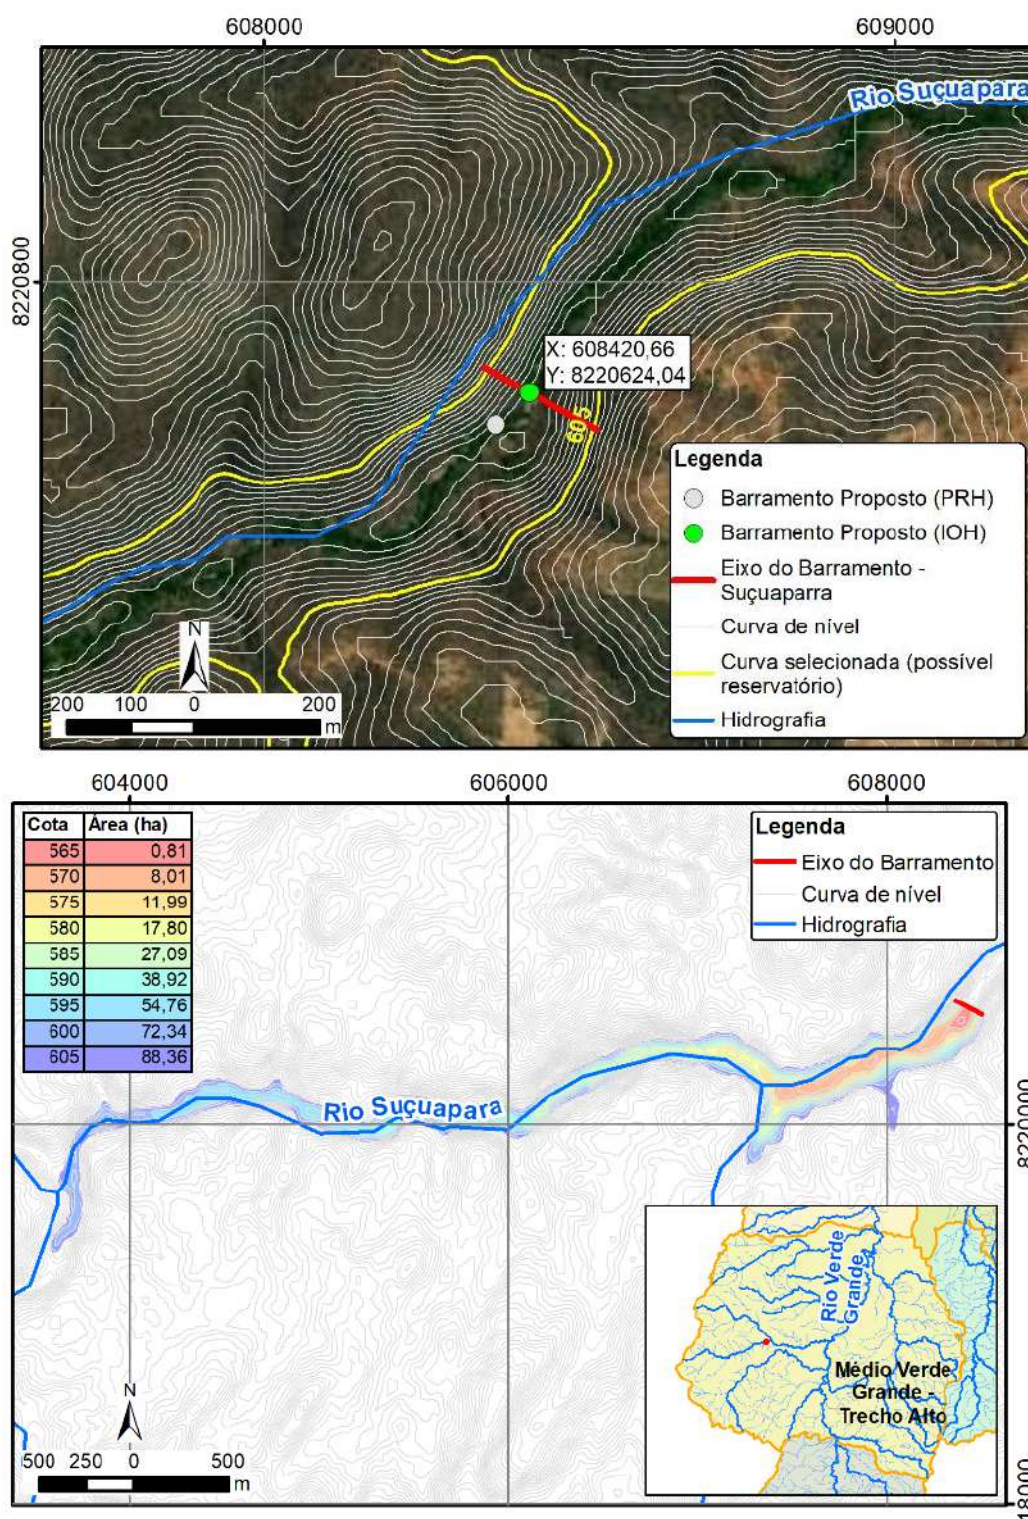 608000
609000
Rio Suçuapara
8220800
X: 608420,66
Y: 8220624,04
605
Legenda
Barramento Proposto (PRH)
Barramento Proposto (IOH)
Eixo do Barramento -
Suçuaparra
Curva de nível
Curva selecionada (possível
reservatório)
Hidrografia
N
200 100 0 200
m
604000
606000
608000
Cota Área (ha)
565 0,81
570 8,01
575 11,99
580 17,80
585 27,09
590 38,92
595 54,76
600 72,34
605 88,36
Legenda
Eixo do Barramento
Curva de nível
Hidrografia
Rio Suçuapara
8220000
Rio Verde
Grande
Médio Verde
Grande -
Trecho Alto
N
500 250 0 500
m